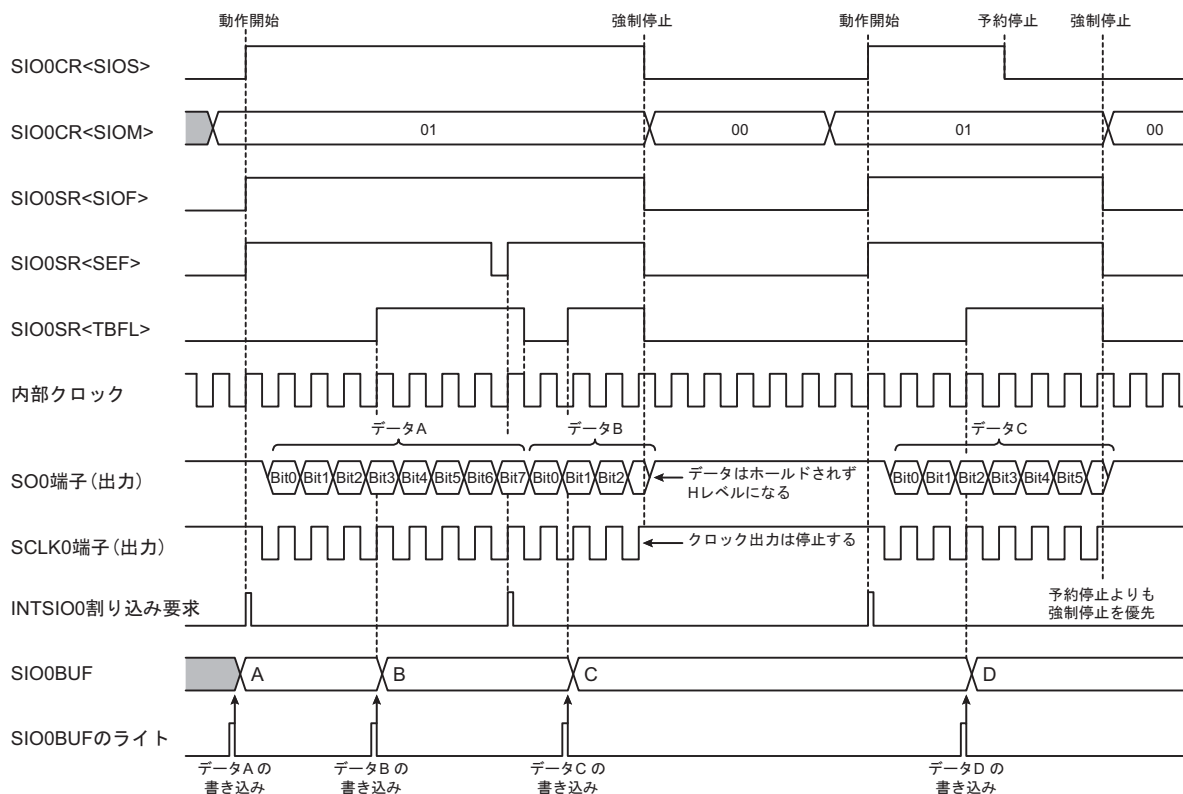 動作開始 強制停止 動作開始 予約停止 強制停止
SIO0CR<SIOS>
SIO0CR<SIOM> 01 00 01 00
SIO0SR<SIOF>
SIO0SR<SEF>
SIO0SR<TBFL>
内部クロック
データA データB データC
SO0端子(出力) Bit0 Bit1 Bit2 Bit3 Bit4 Bit5 Bit6 Bit7 Bit0 Bit1 Bit2 Bit0 Bit1 Bit2 Bit3 Bit4 Bit5
データはホールドされず
Hレベルになる
SCLK0端子(出力) クロック出力は停止する
INTSIO0割り込み要求
予約停止よりも
強制停止を優先
SIO0BUF A B C D
SIO0BUFのライト
データAの データBの データCの データDの
書き込み 書き込み 書き込み 書き込み